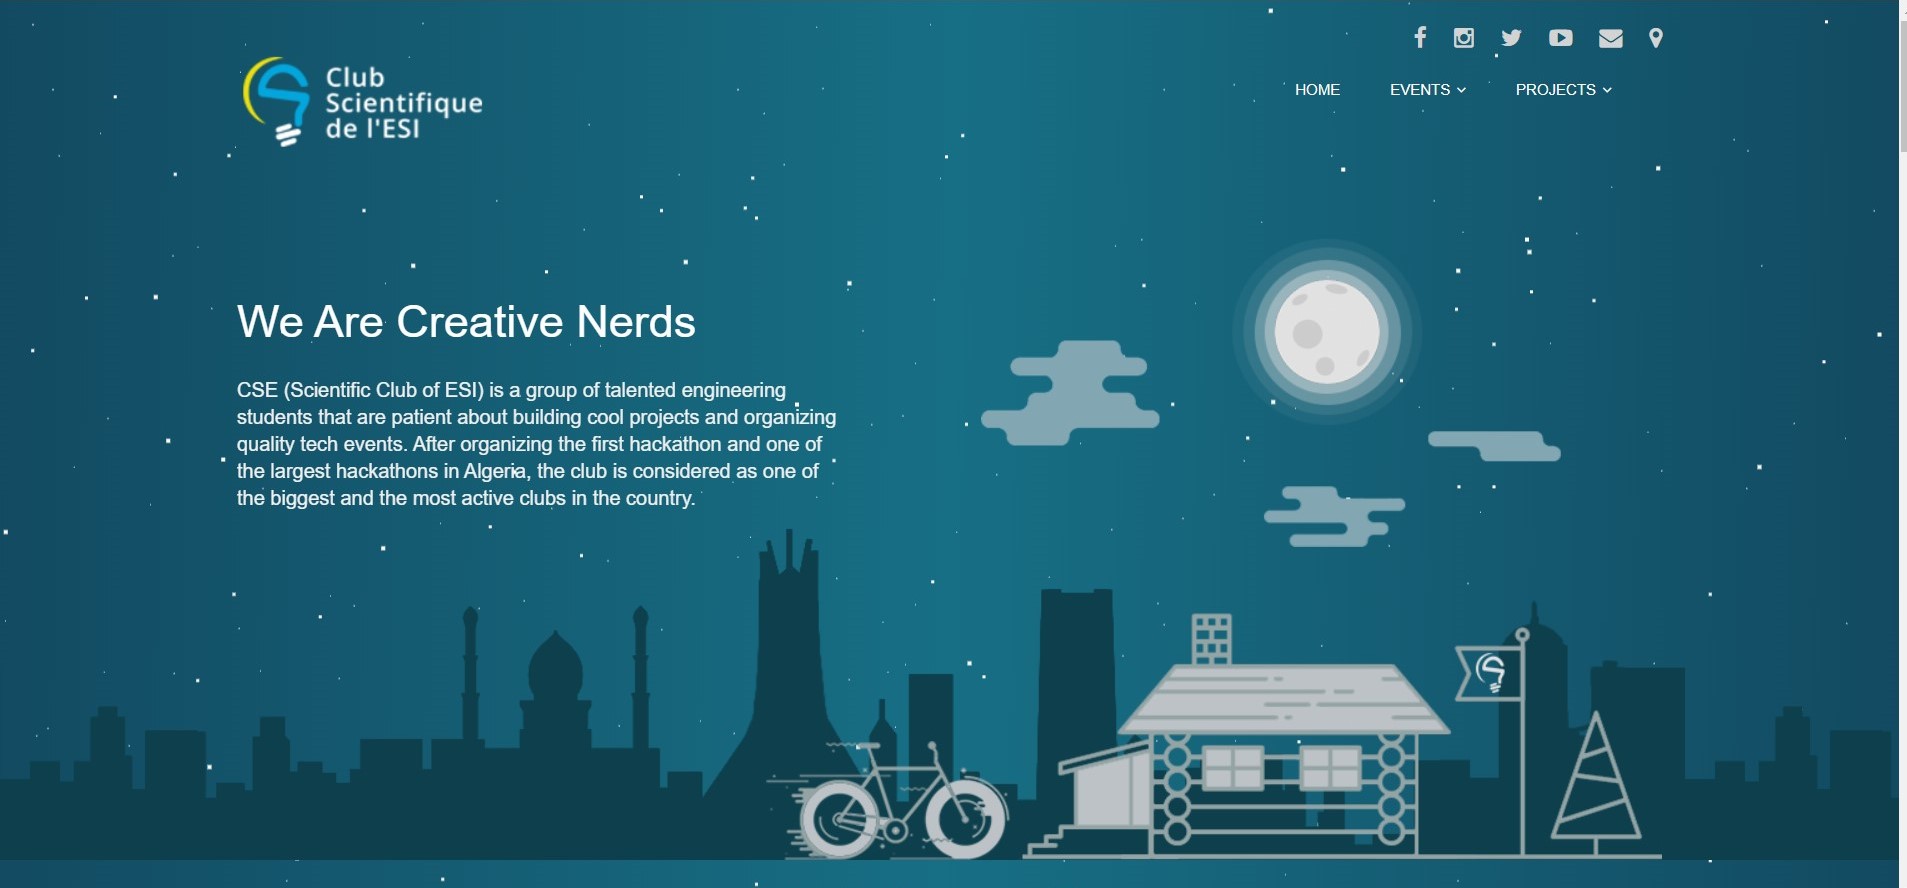 Club
Scientifique
de l'ESI
HOME EVENTS PROJECTS
We Are Creative Nerds
CSE (Scientific Club of ESI) is a group of talented engineering
students that are patient about building cool projects and organizing
quality tech events. After organizing the first hackathon and one of
the largest hackathons in Algeria, the club is considered as one of
the biggest and the most active clubs in the country.